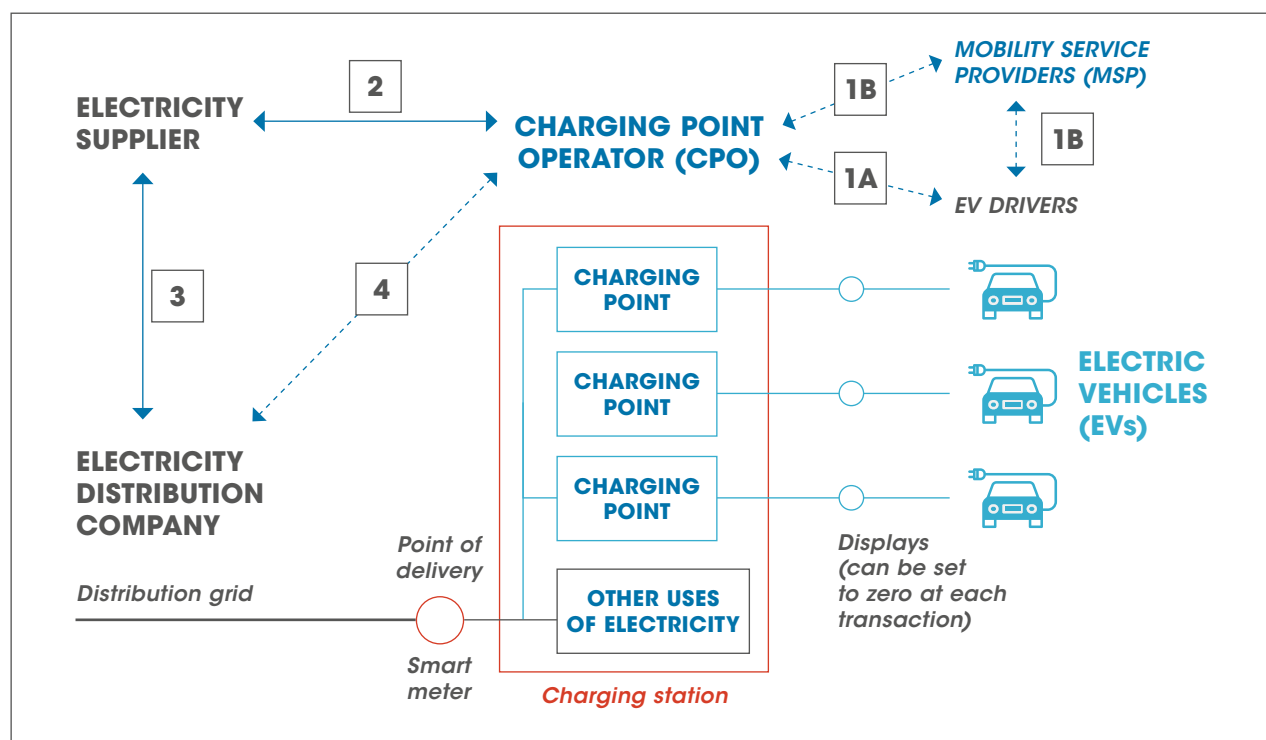 MOBILITY SERVICE
PROVIDERS (MSP)
2
1B
ELECTRICITY
SUPPLIER
CHARGING POINT
OPERATOR (CPO)
1B
1A
EV DRIVERS
3
4
CHARGING
POINT
CHARGING
POINT
ELECTRIC
VEHICLES
(EVs)
ELECTRICITY
DISTRIBUTION
COMPANY
CHARGING
POINT
Point of
delivery
Displays
(can be set
to zero at each
transaction)
Distribution grid
OTHER USES
OF ELECTRICITY
Smart
meter
Charging station